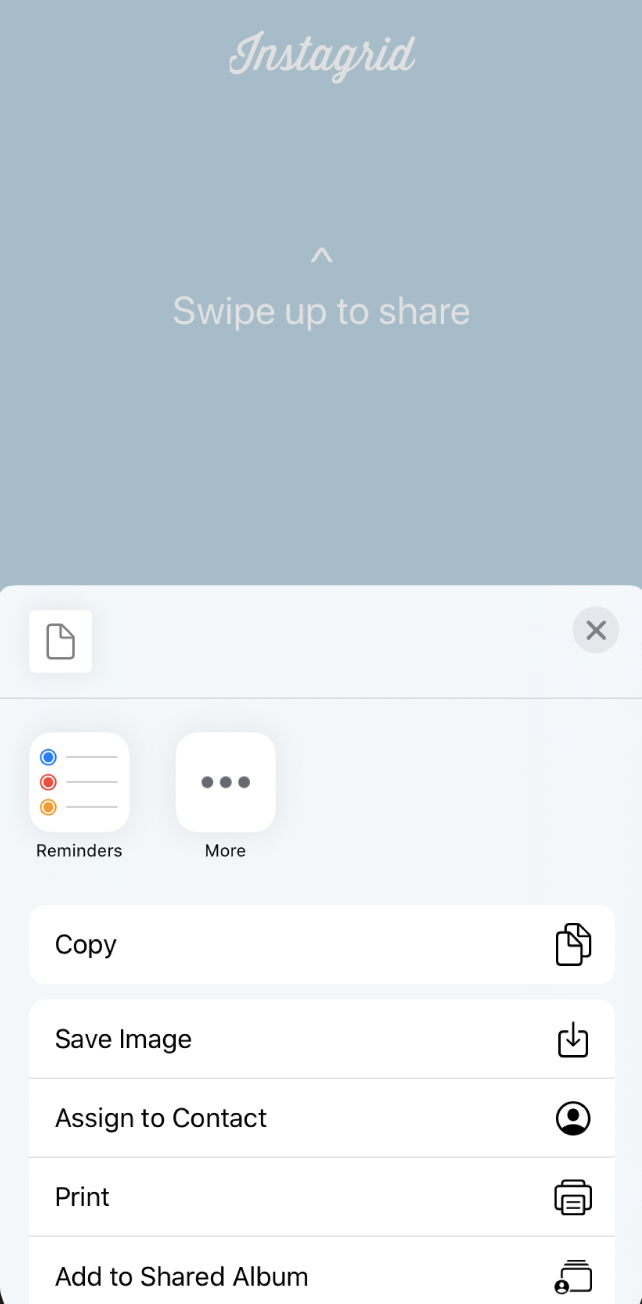 Instagrid
^
Swipe up to share
Reminders
More
Copy
Save Image
Assign to Contact
Print
Add to Shared Album